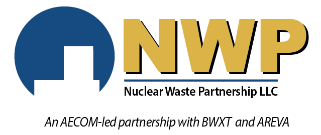 NWP
Nuclear Waste Partnership LLC
An AECOM-led partnership with BWXT and AREVA